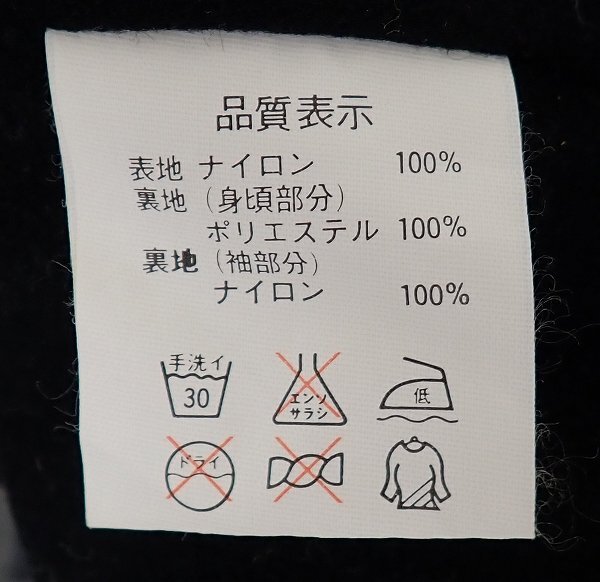 品質表示
表地 ナイロン 100%
裏地 (身頃部分)
ポリエステル 100%
裏地 (袖部分)
ナイロン 100%
手洗イ
30
エンソ
サラシ
低
ドライ